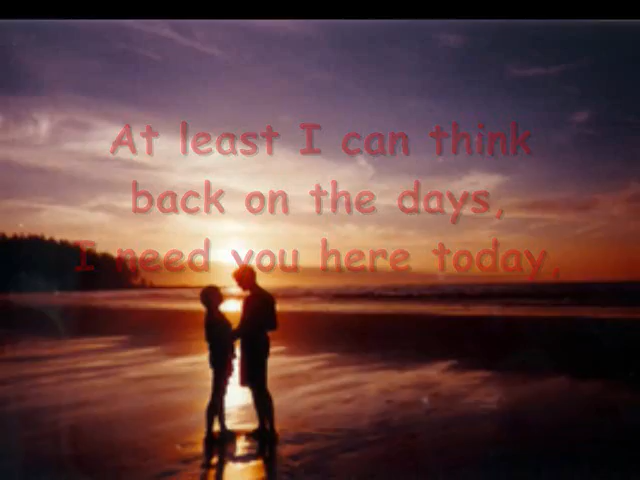 At least I can think
back on the days,
I need you here today,